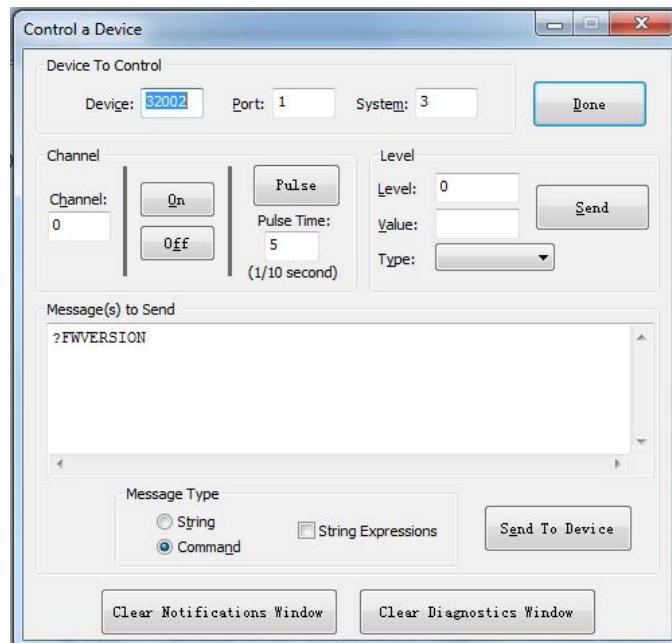 Control a Device
Device To Control
Device: 32002 Port: 1 System: 3
Done
Channel
Channel:
0
On
Off
Pulse
Pulse Time:
5
(1/10 second)
Level
Level: 0
Value:
Type:
Send
Message(s) to Send
?FWVERSION
Message Type
String
Command
String Expressions
Send To Device
Clear Notifications Window
Clear Diagnostics Window